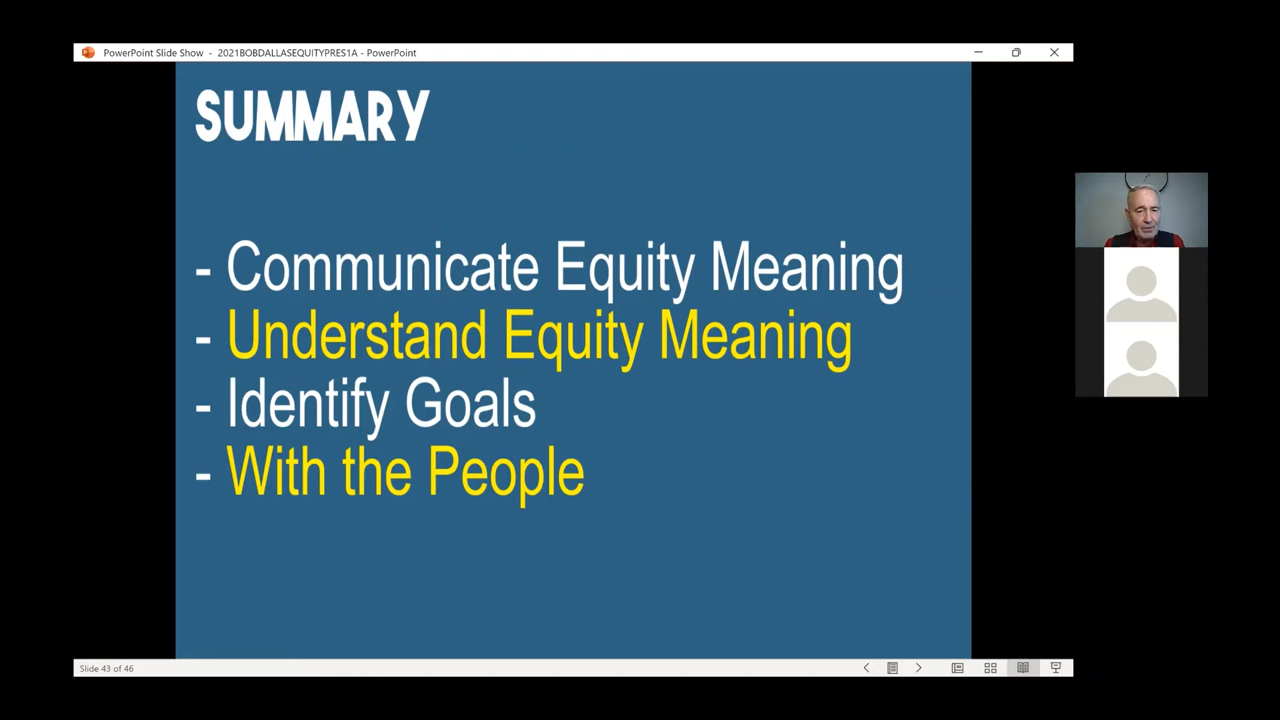 PowerPoint Slide Show - 2021BOBDALLASEQUITYPRES1A - PowerPoint
SUMMARY
- Communicate Equity Meaning
- Understand Equity Meaning
- Identify Goals
- With the People
Slide 43 of 46